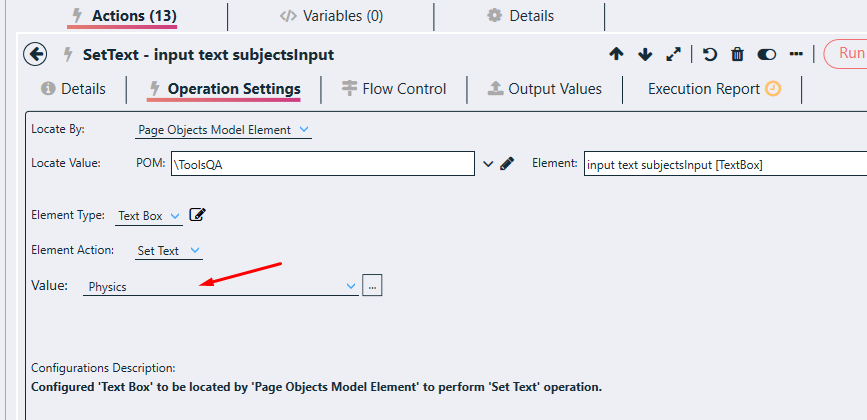 Actions (13) Variables (0) Details
SetText - input text subjectsInput Run
Details Operation Settings Flow Control Output Values Execution Report
Locate By: Page Objects Model Element
Locate Value: POM: \ToolsQA Element: input text subjectsInput [TextBox]
Element Type: Text Box
Element Action: Set Text
Value: Physics ...
Configurations Description:
Configured 'Text Box' to be located by 'Page Objects Model Element' to perform 'Set Text' operation.